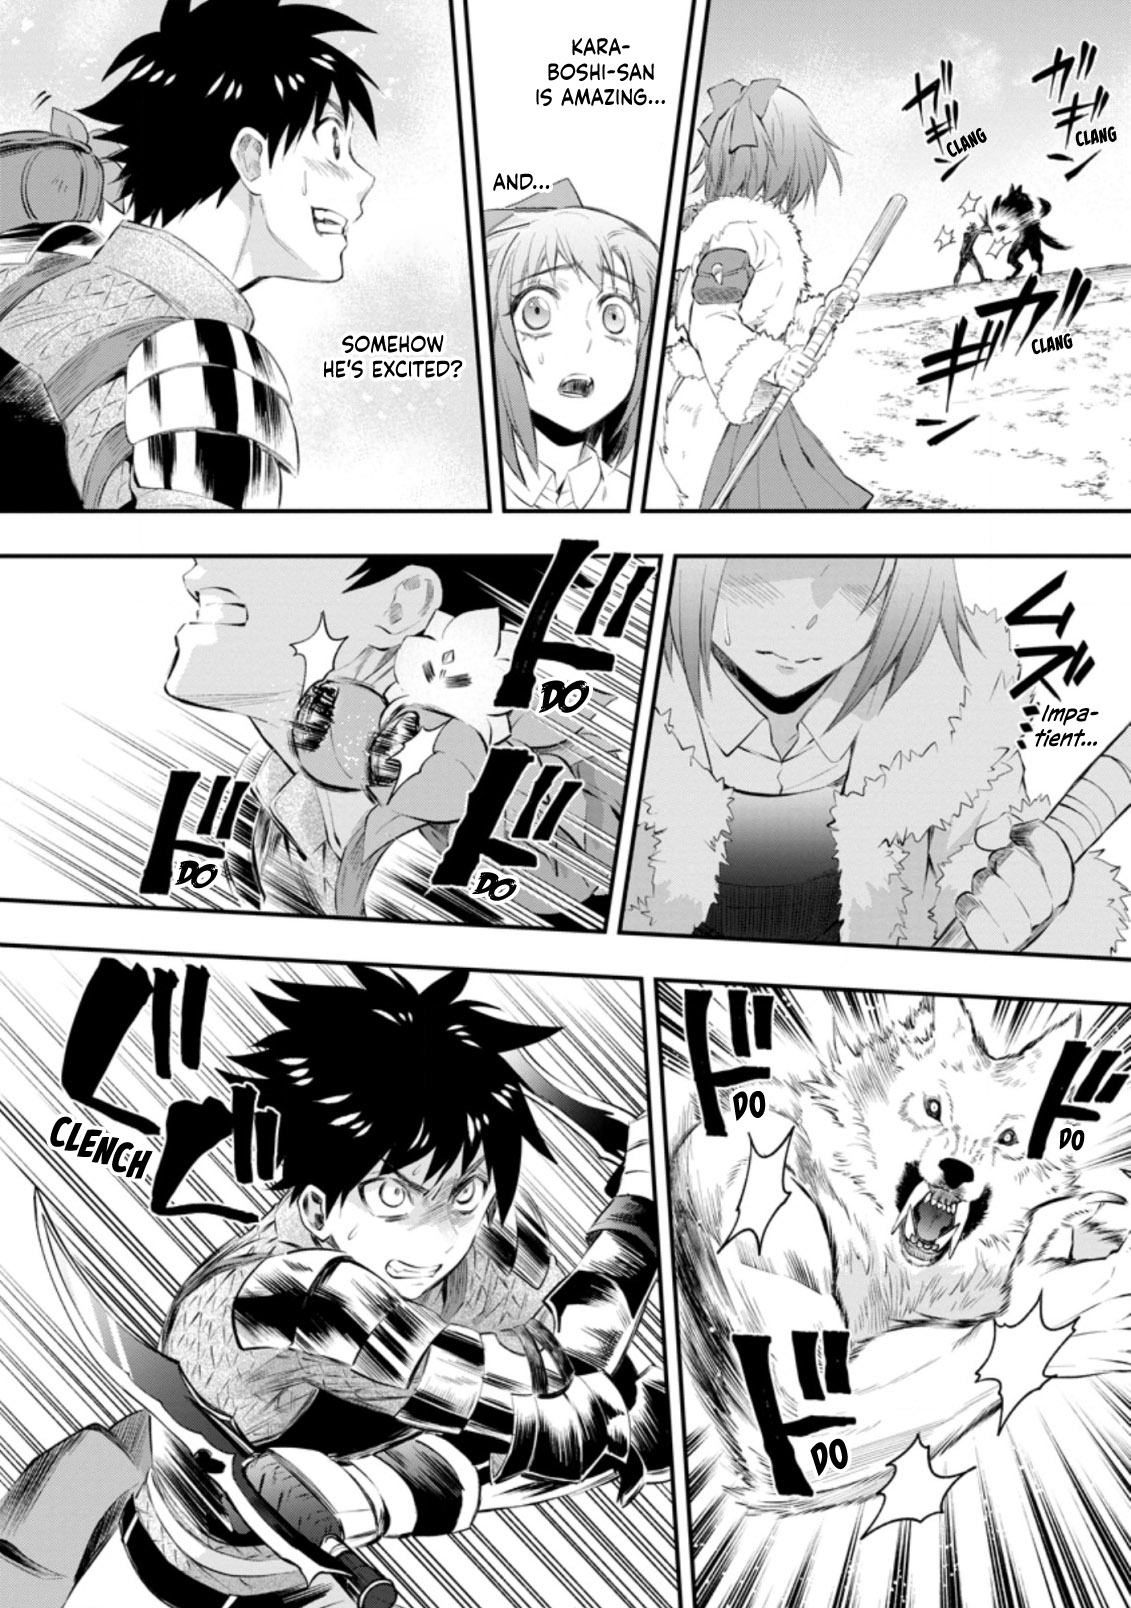 ガギン
CLANG
ガギン
CLANG
ガギン
CLANG
KARA-
BOSHI-SAN
IS AMAZING...
AND...
SOMEHOW
HE'S EXCITED?
ムズ...
Impa-
tient...
ド
DO
ド
DO
ド
DO
ド
DO
ド
DO
ド
DO
ググ
CLENCH